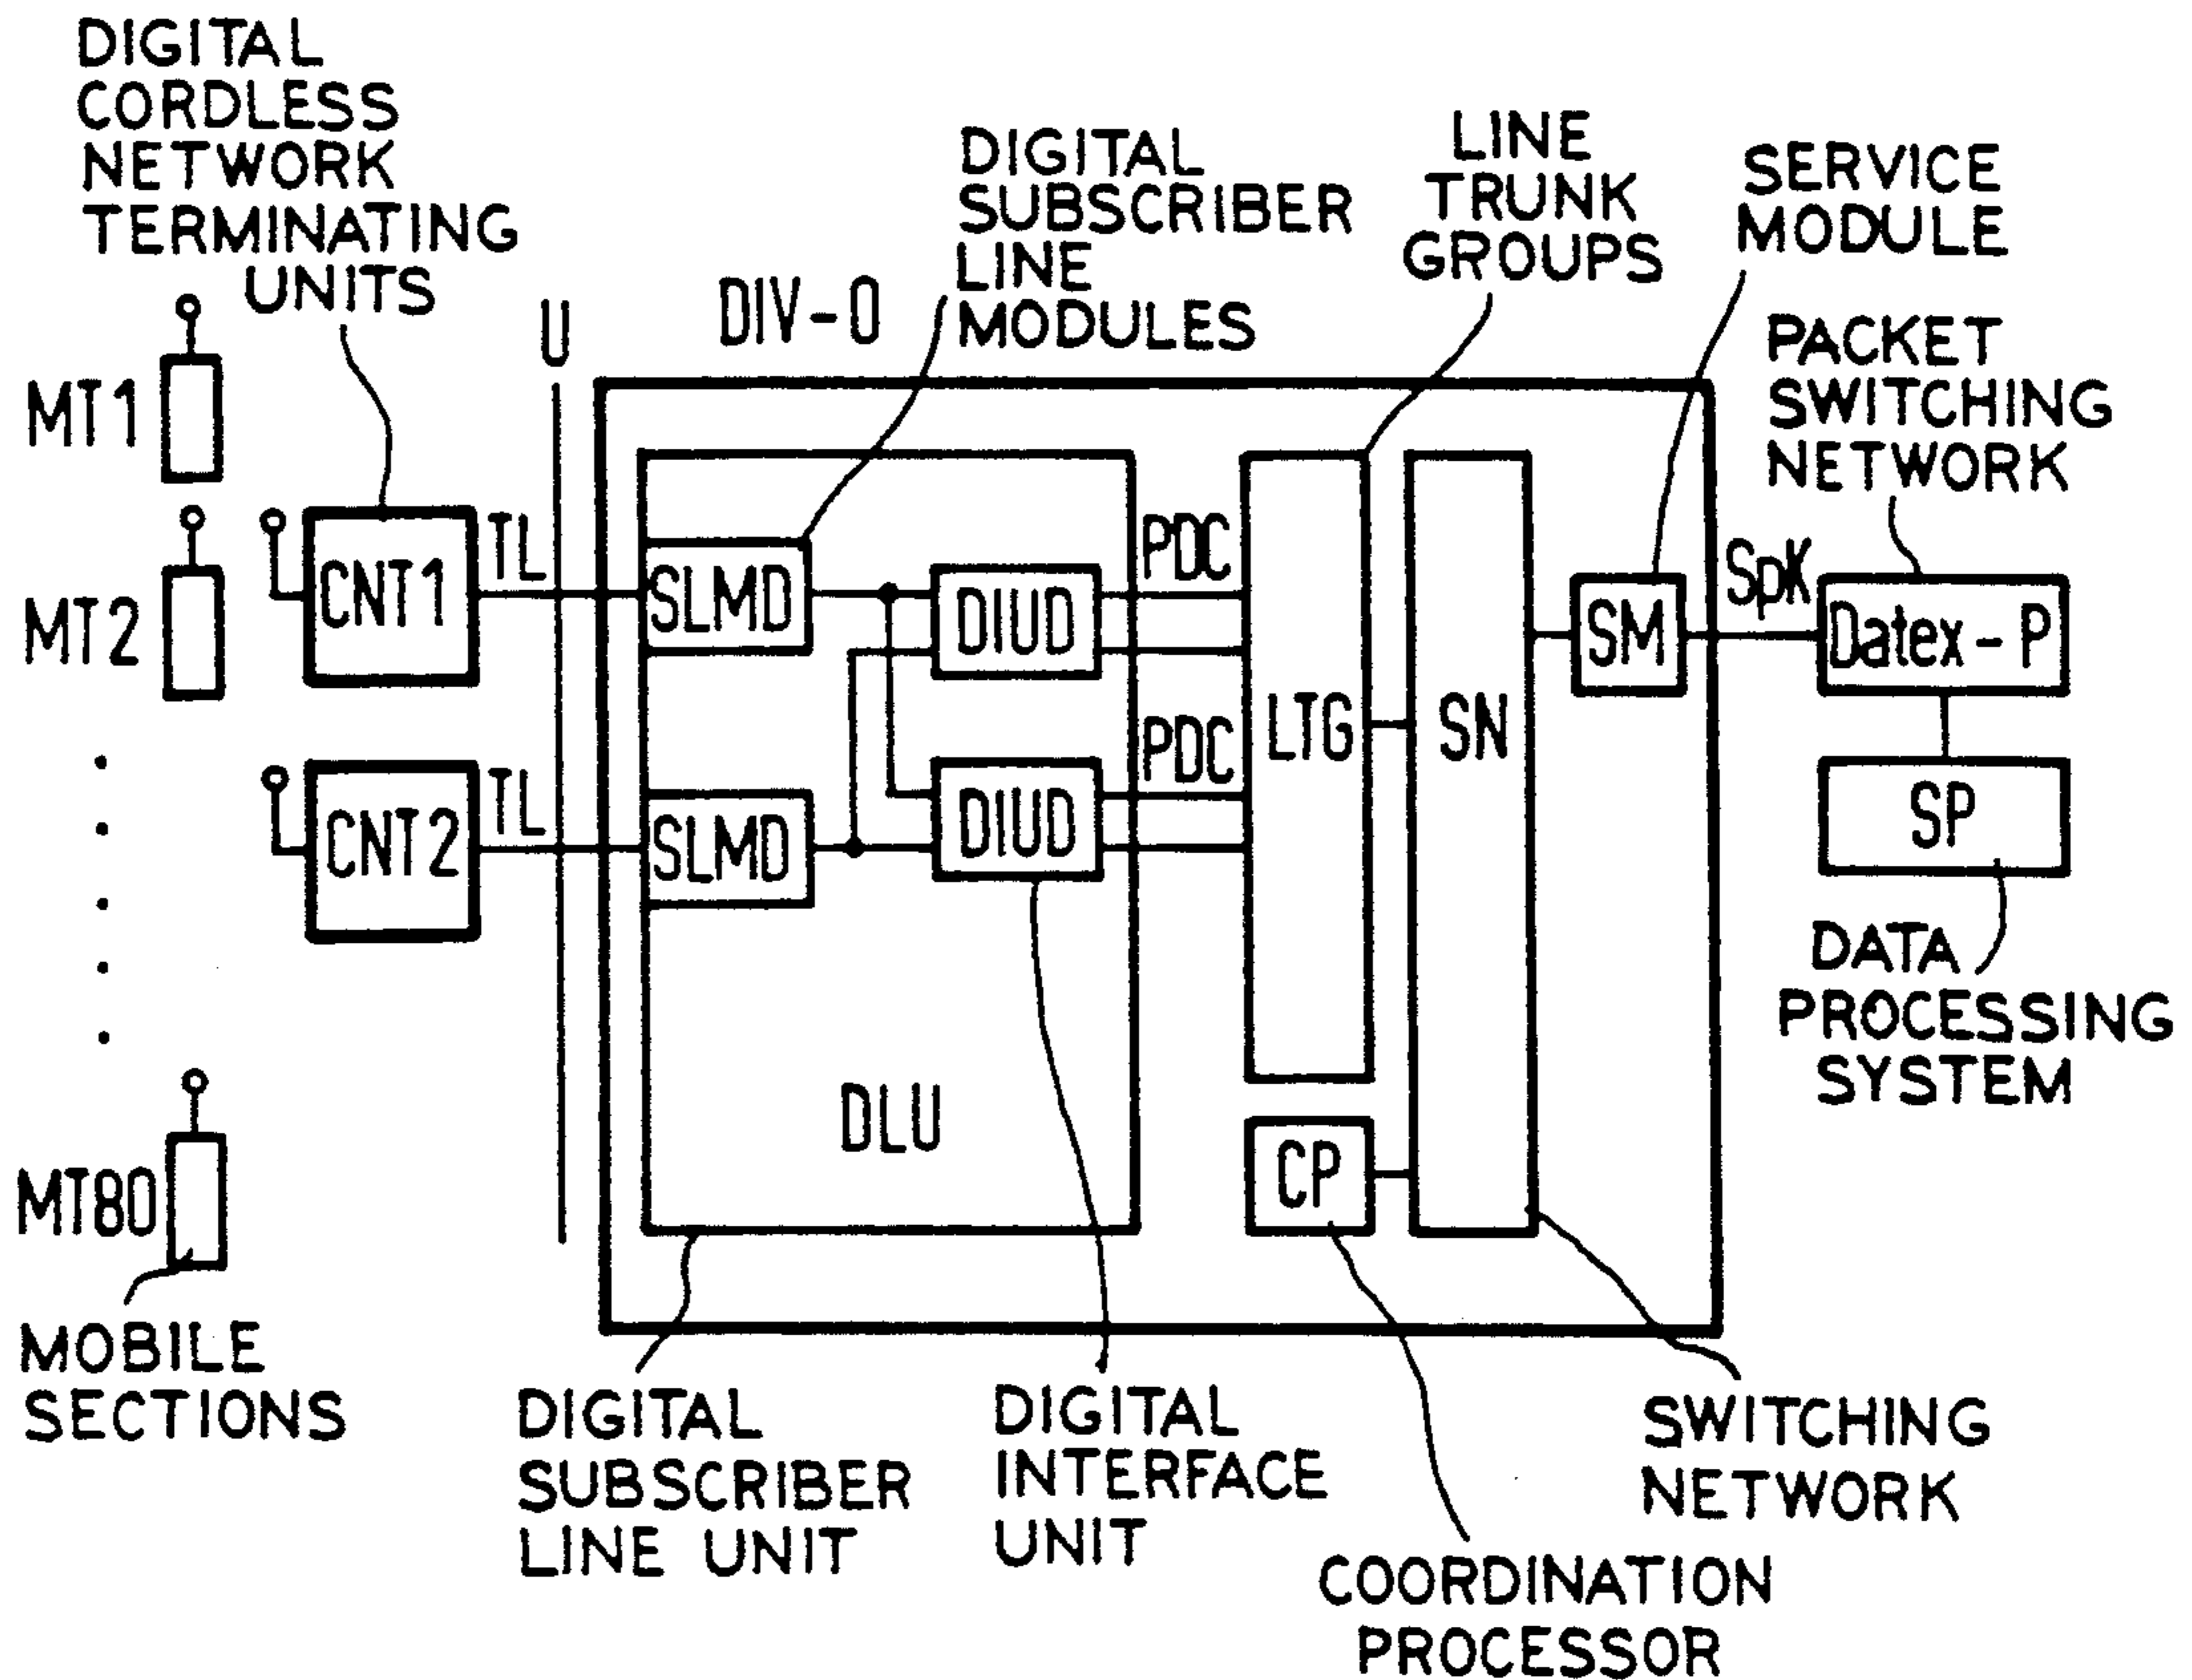 DIGITAL
CORDLESS
NETWORK
TERMINATING
UNITS
DIGITAL
SUBSCRIBER
LINE
MODULES
LINE
TRUNK
GROUPS
SERVICE
MODULE
PACKET
SWITCHING
NETWORK
U
DIV-O
MT1
MT2
MT80
CNT1
TL
CNT2
TL
SLMD
SLMD
DIUD
DIUD
PDC
PDC
DLU
LTG
SN
CP
SM
SpK
Datex-P
SP
DATA
PROCESSING
SYSTEM
MOBILE
SECTIONS
DIGITAL
SUBSCRIBER
LINE UNIT
DIGITAL
INTERFACE
UNIT
COORDINATION
PROCESSOR
SWITCHING
NETWORK